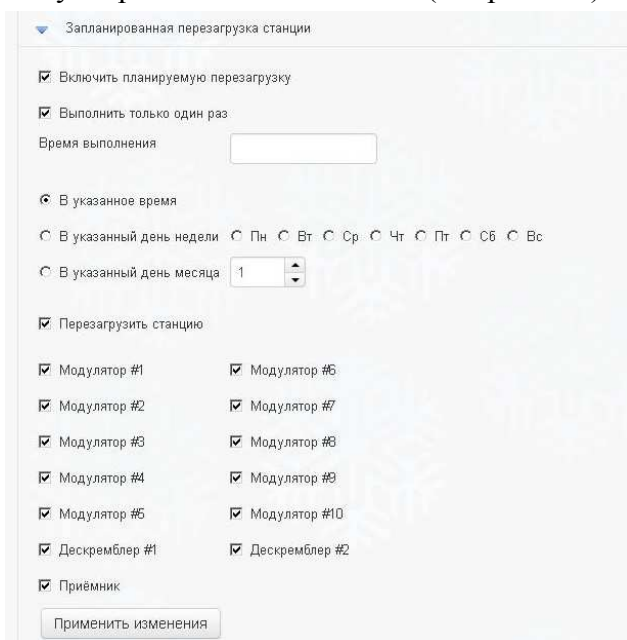 Запланированная перезагрузка станции
Включить планируемую перезагрузку
Выполнить только один раз
Время выполнения
В указанное время
В указанный день недели Пн Вт Ср Чт Пт Сб Вс
В указанный день месяца 1
Перезагрузить станцию
Модулятор #1 Модулятор #6
Модулятор #2 Модулятор #7
Модулятор #3 Модулятор #8
Модулятор #4 Модулятор #9
Модулятор #5 Модулятор #10
Дескремблер #1 Дескремблер #2
Приёмник
Применить изменения